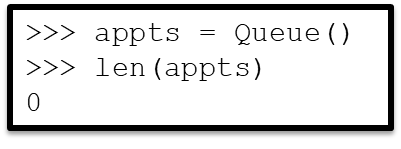 >>> appts = Queue()
>>> len(appts)
0